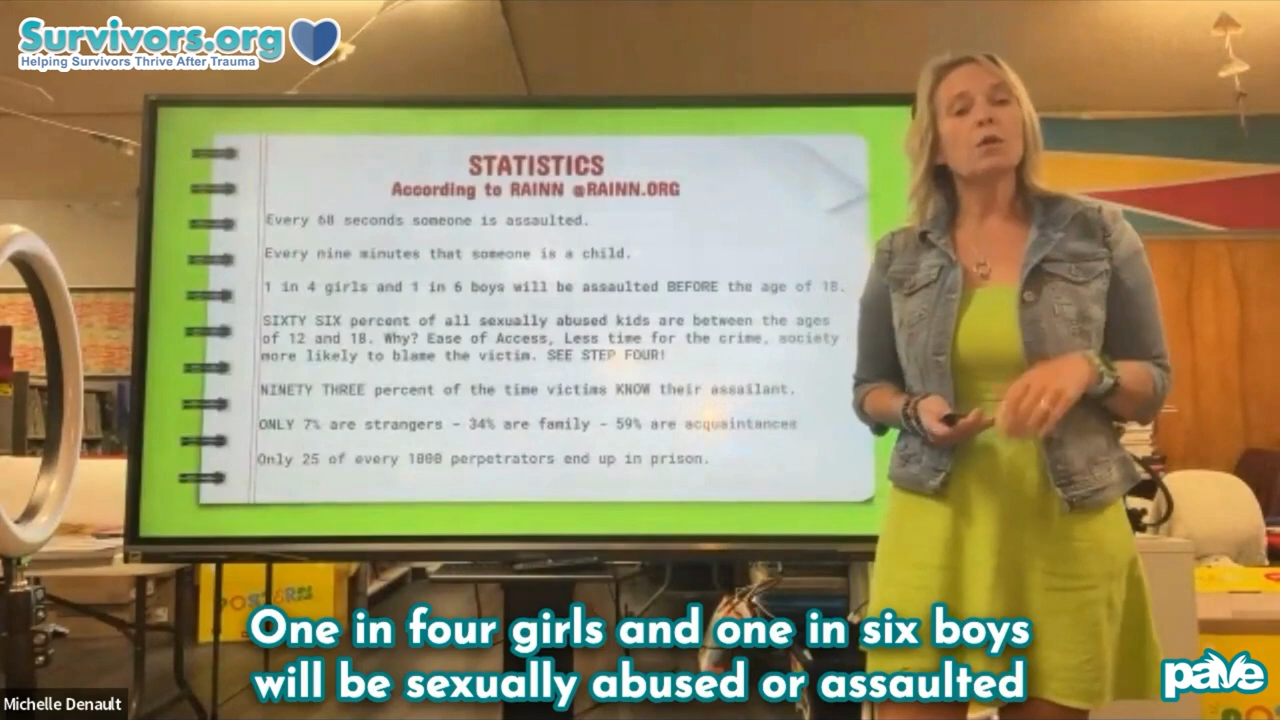 Survivors.org
Helping Survivors Thrive After Trauma
STATISTICS
According to RAINN @RAINN.ORG
Every 68 seconds someone is assaulted.
Every nine minutes that someone is a child.
1 in 4 girls and 1 in 6 boys will be assaulted BEFORE the age of 18.
SIXTY SIX percent of all sexually abused kids are between the ages
of 12 and 18. Why? Ease of Access, Less time for the crime, society
more likely to blame the victim. SEE STEP FOUR!
NINETY THREE percent of the time victims KNOW their assailant.
ONLY 7% are strangers - 34% are family - 59% are acquaintances
Only 25 of every 1000 perpetrators end up in prison.
One in four girls and one in six boys
will be sexually abused or assaulted
Michelle Denault
pave